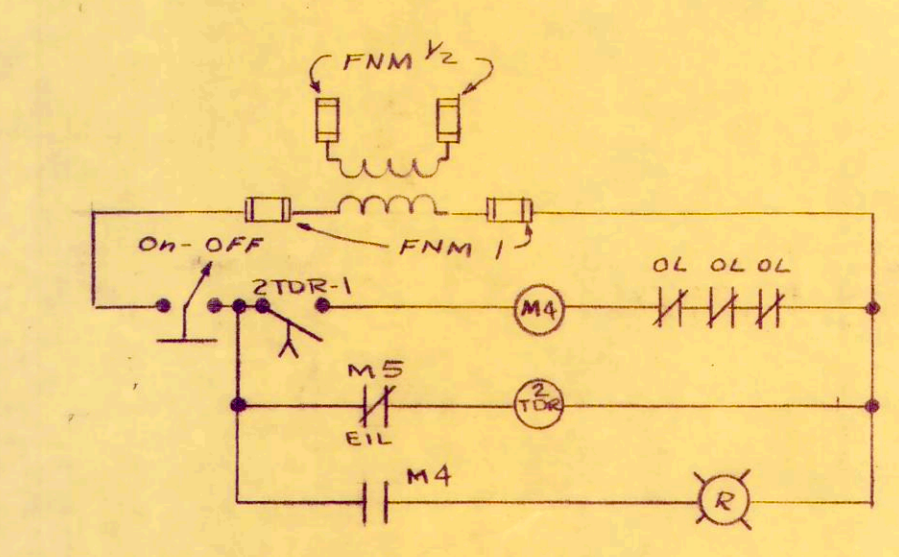 FNM 1/2
FNM 1
On-OFF
2TDR-1
M4
OL OL OL
M5
2
TDR
EIL
M4
R